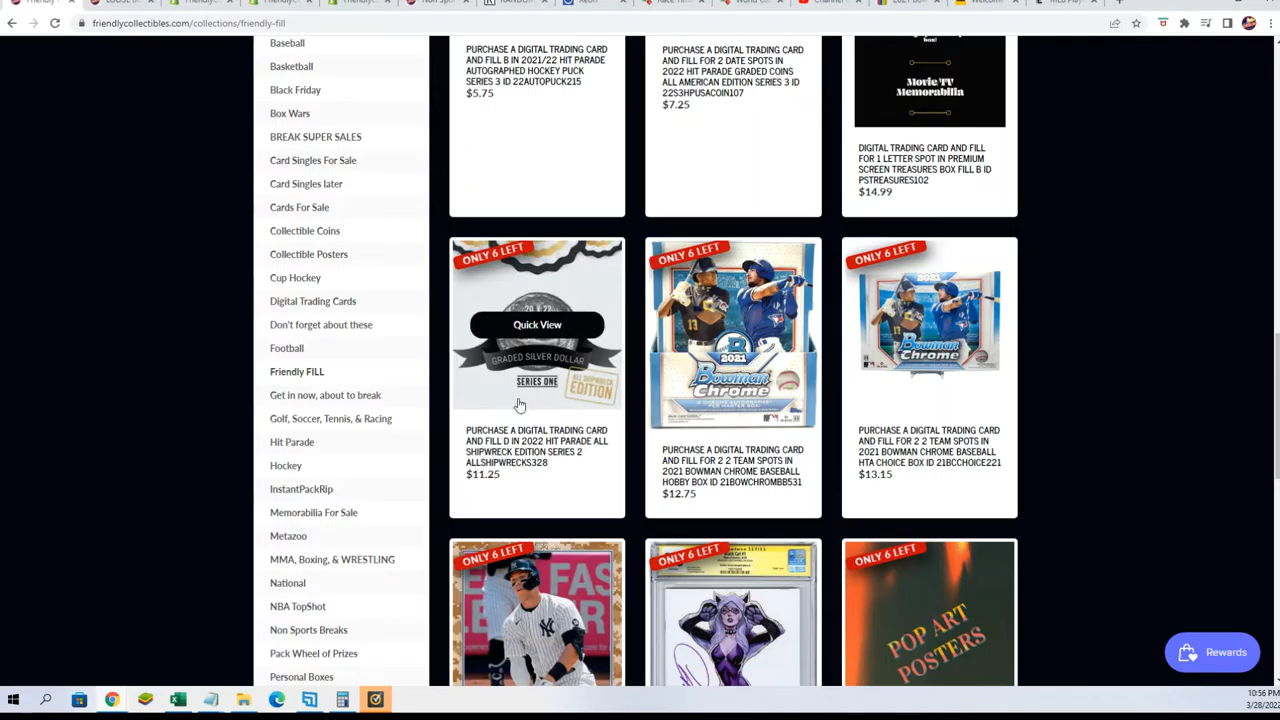 friendlycollectibles.com/collections/friendly-fill
Baseball
Basketball
Black Friday
Box Wars
BREAK SUPER SALES
Card Singles For Sale
Card Singles later
Cards For Sale
Collectible Coins
Collectible Posters
Cup Hockey
Digital Trading Cards
Don't forget about these
Football
Friendly FILL
Get in now, about to break
Golf, Soccer, Tennis, & Racing
Hit Parade
Hockey
InstantPackRip
Memorabilia For Sale
Metazoo
MMA, Boxing, & WRESTLING
National
NBA TopShot
Non Sports Breaks
Pack Wheel of Prizes
Personal Boxes
PURCHASE A DIGITAL TRADING CARD
AND FILL B IN 2021/22 HIT PARADE
AUTOGRAPHED HOCKEY PUCK
SERIES 3 ID 22AUTOPUCK215
$5.75
PURCHASE A DIGITAL TRADING CARD
AND FILL FOR 2 DATE SPOTS IN
2022 HIT PARADE GRADED COINS
ALL AMERICAN EDITION SERIES 3 ID
22S3HPUSACOIN107
$7.25
box!
Movie/TV
Memorabilia
DIGITAL TRADING CARD AND FILL
FOR 1 LETTER SPOT IN PREMIUM
SCREEN TREASURES BOX FILL B ID
PSTREASURES102
$14.99
ONLY 6 LEFT
20 22
Quick View
GRADED SILVER DOLLAR
SERIES ONE
ALL SHIPWRECK
EDITION
PURCHASE A DIGITAL TRADING CARD
AND FILL D IN 2022 HIT PARADE ALL
SHIPWRECK EDITION SERIES 2
ALLSHIPWRECKS328
$11.25
ONLY 6 LEFT
13
2021
Bowman
Chrome
PURCHASE A DIGITAL TRADING CARD
AND FILL FOR 2 2 TEAM SPOTS IN
2021 BOWMAN CHROME BASEBALL
HOBBY BOX ID 21BOWCHROMBB531
$12.75
ONLY 6 LEFT
2021
13
Bowman
Chrome
PURCHASE A DIGITAL TRADING CARD
AND FILL FOR 2 2 TEAM SPOTS IN
2021 BOWMAN CHROME BASEBALL
HTA CHOICE BOX ID 21BCCHOICE221
$13.15
ONLY 6 LEFT
FAS
ONLY 6 LEFT
ONLY 6 LEFT
POP ART
POSTERS
Rewards
10:56 PM